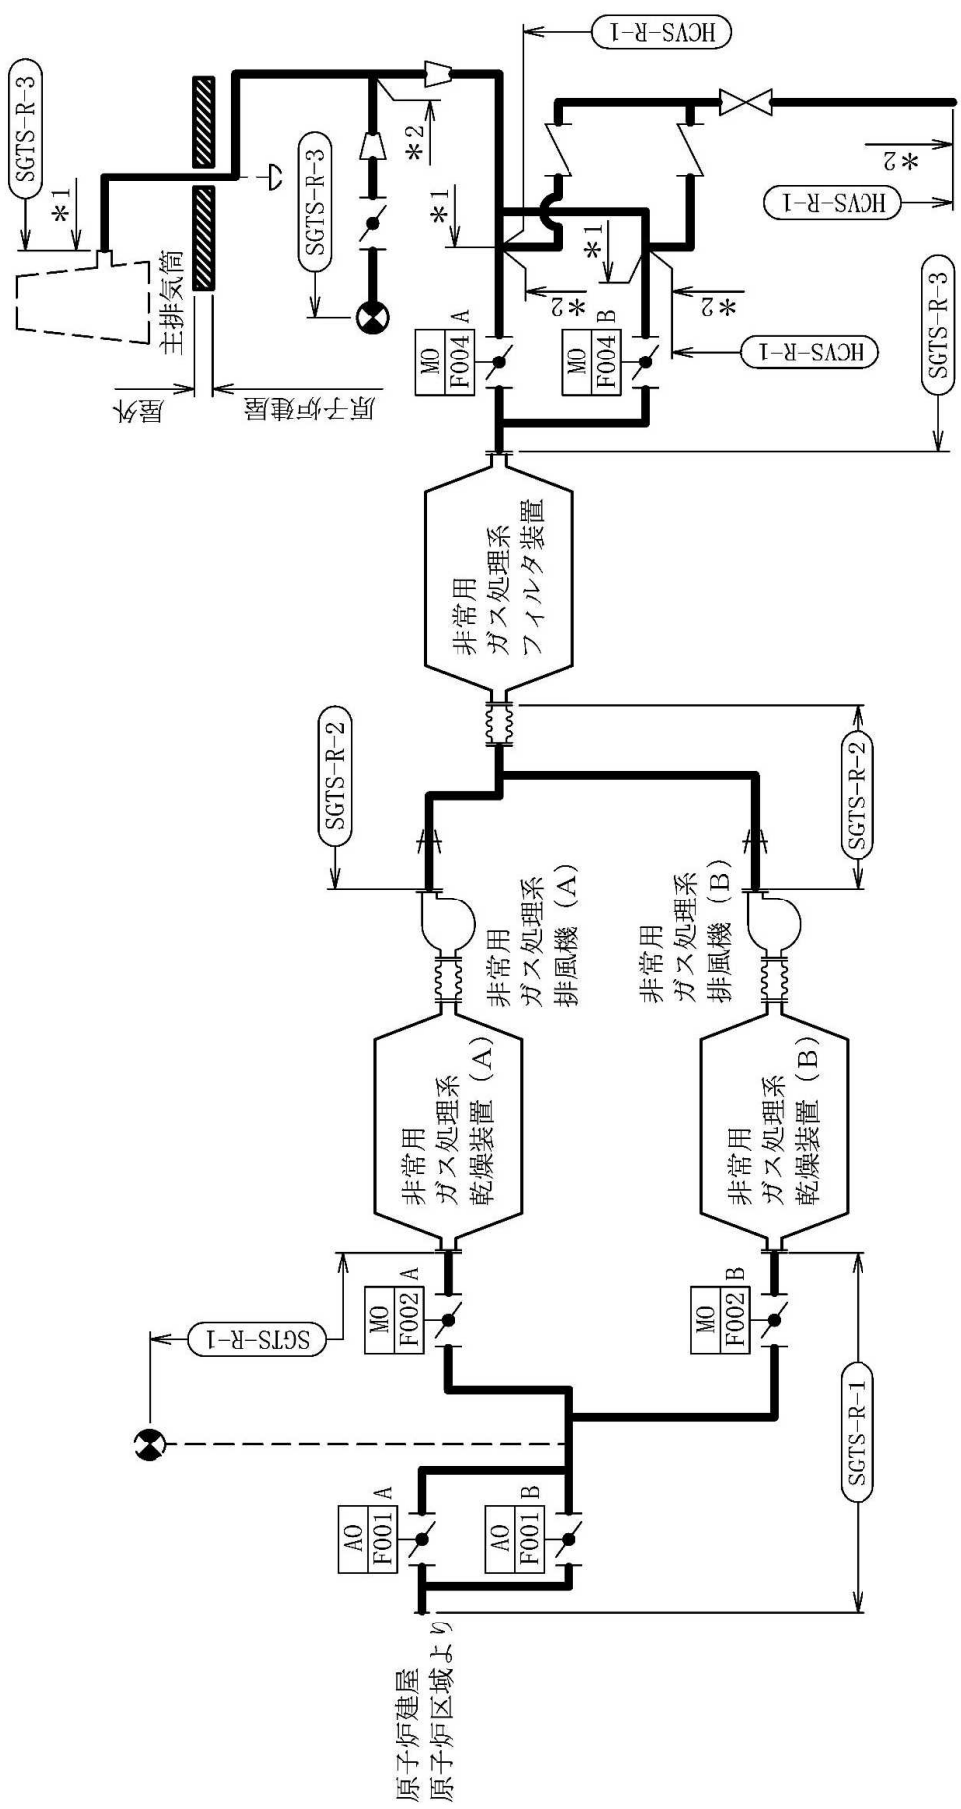 原子炉建屋
原子炉区域より
AO
F001
A
AO
F001
B
SGTS-R-1
MO
F002
A
MO
F002
B
SGTS-R-1
非常用
ガス処理系
乾燥装置（A）
非常用
ガス処理系
乾燥装置（B）
非常用
ガス処理系
排風機（A）
非常用
ガス処理系
排風機（B）
SGTS-R-2
SGTS-R-2
非常用
ガス処理系
フィルタ装置
MO
F004
A
MO
F004
B
SGTS-R-3
屋外
原子炉建屋
主排気筒
SGTS-R-3
*1
SGTS-R-3
*2
*1
*2
*1
*2
HCVS-R-1
HCVS-R-1
HCVS-R-1
*2